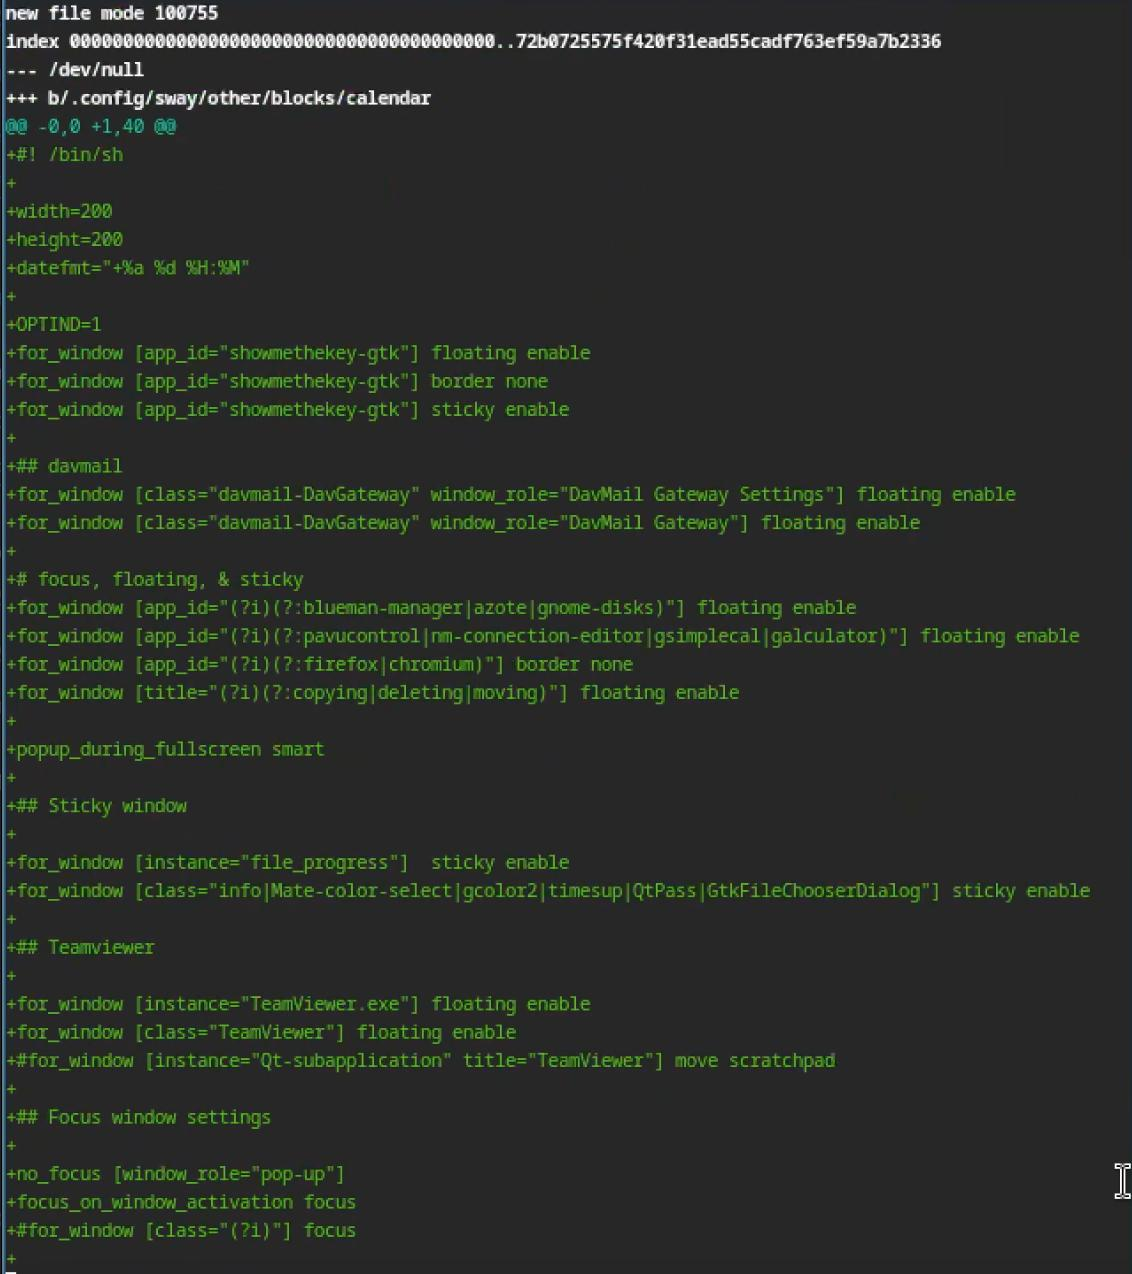 new file mode 100755
index 0000000000000000000000000000000000000000..72b0725575f420f31ead55cadf763ef59a7b2336
--- /dev/null
+++ b/.config/sway/other/blocks/calendar
@@ -0,0 +1,40 @@
+#! /bin/sh
+
+width=200
+height=200
+datefmt="+%a %d %H:%M"
+
+OPTIND=1
+for_window [app_id="showmethekey-gtk"] floating enable
+for_window [app_id="showmethekey-gtk"] border none
+for_window [app_id="showmethekey-gtk"] sticky enable
+
+## davmail
+for_window [class="davmail-DavGateway" window_role="DavMail Gateway Settings"] floating enable
+for_window [class="davmail-DavGateway" window_role="DavMail Gateway"] floating enable
+
+# focus, floating, & sticky
+for_window [app_id="(?i)(?:blueman-manager|azote|gnome-disks)"] floating enable
+for_window [app_id="(?i)(?:pavucontrol|nm-connection-editor|gsimplecal|galculator)"] floating enable
+for_window [app_id="(?i)(?:firefox|chromium)"] border none
+for_window [title="(?i)(?:copying|deleting|moving)"] floating enable
+
+popup_during_fullscreen smart
+
+## Sticky window
+
+for_window [instance="file_progress"]  sticky enable
+for_window [class="info|Mate-color-select|gcolor2|timesup|QtPass|GtkFileChooserDialog"] sticky enable
+
+## Teamviewer
+
+for_window [instance="TeamViewer.exe"] floating enable
+for_window [class="TeamViewer"] floating enable
+#for_window [instance="Qt-subapplication" title="TeamViewer"] move scratchpad
+
+## Focus window settings
+
+no_focus [window_role="pop-up"]
+focus_on_window_activation focus
+#for_window [class="(?i)"] focus
+